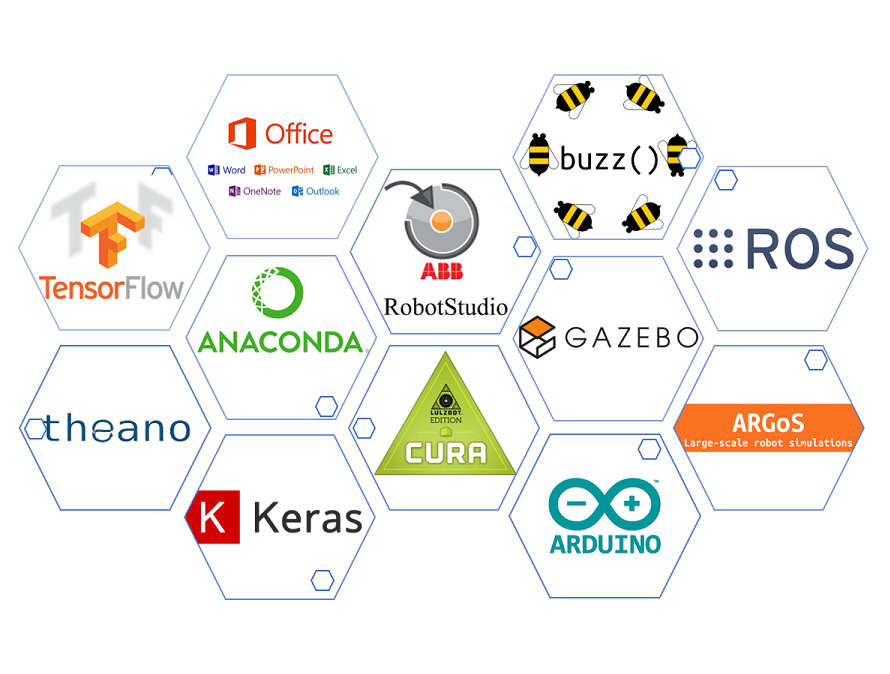 Office
Word PowerPoint Excel
OneNote Outlook
buzz()
TensorFlow
ABB
RobotStudio
ROS
ANACONDA.
GAZEBO
theano
LULZBOT.
EDITION
CURA
ARGoS
Large-scale robot simulations
K Keras
ARDUINO
™